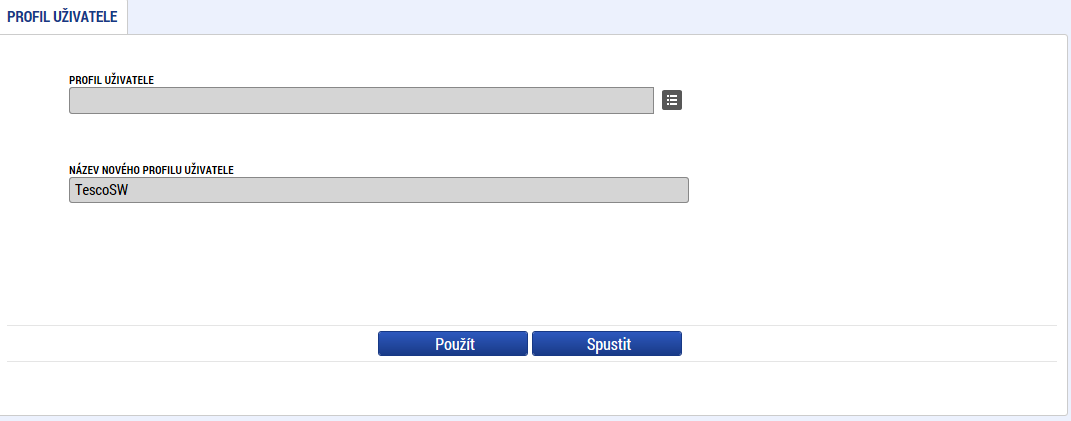 PROFIL UŽIVATELE
PROFIL UŽIVATELE
NÁZEV NOVÉHO PROFILU UŽIVATELE
TescoSW
Použít Spustit